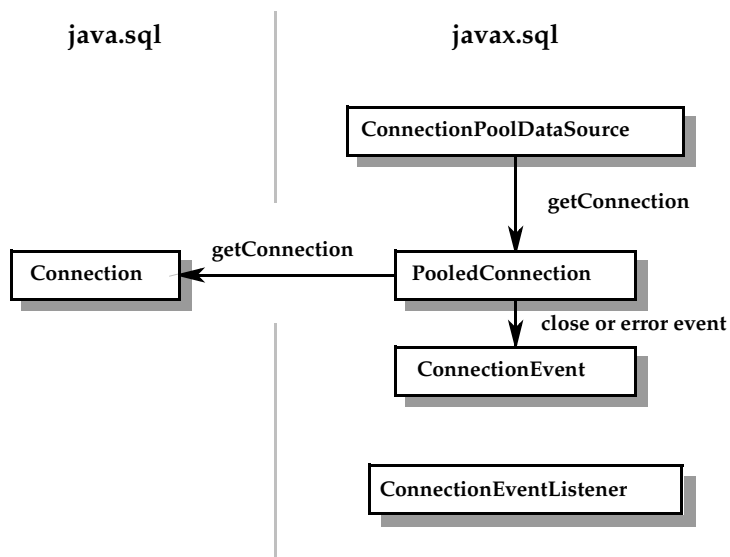 java.sql
javax.sql
ConnectionPoolDataSource
getConnection
getConnection
Connection
PooledConnection
close or error event
ConnectionEvent
ConnectionEventListener